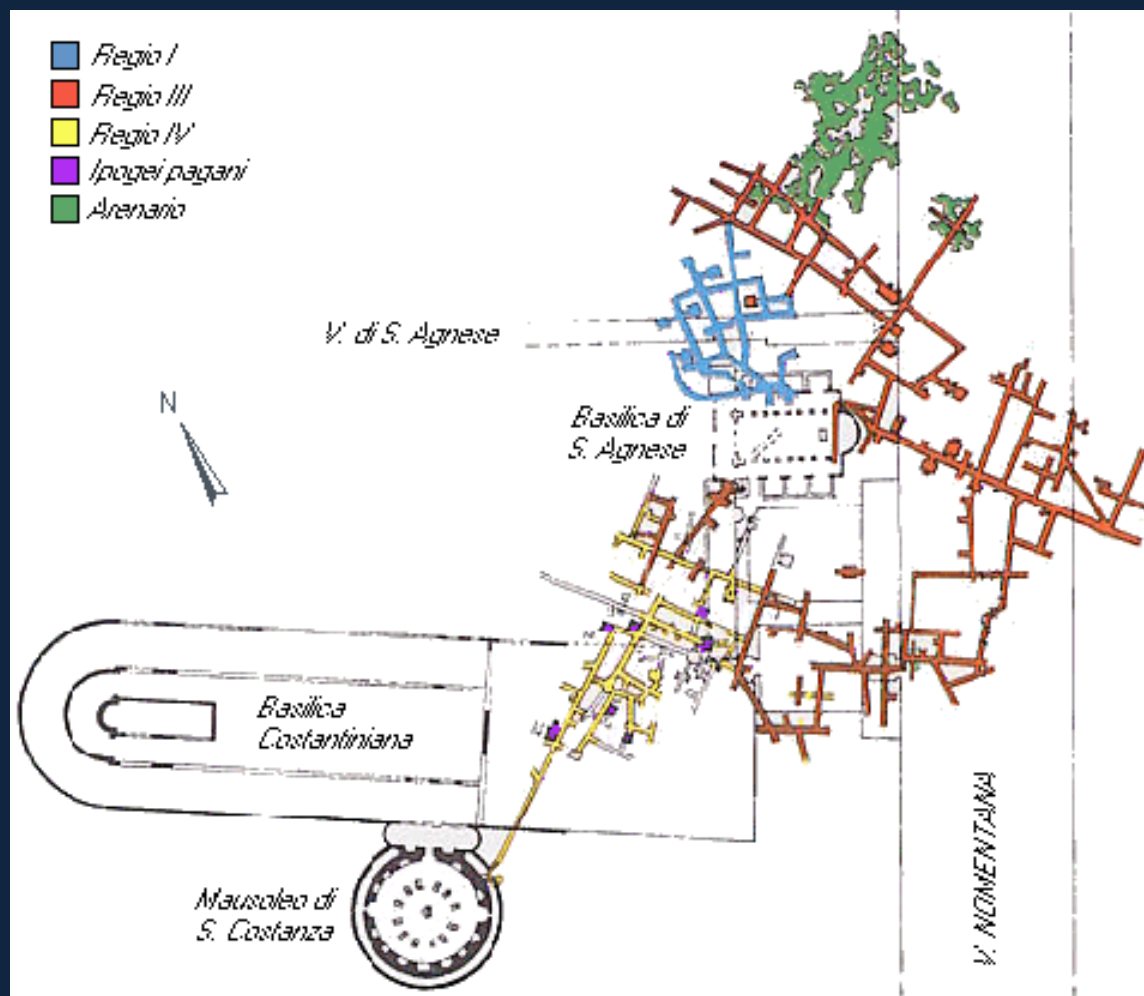 Regio I
Regio III
Regio IV
Ipogei pagani
Arenario
V. di S. Agnese
N
Basilica di
S. Agnese
Basilica
Costantiniana
Mausoleo di
S. Costanza
V. NOMENTANA